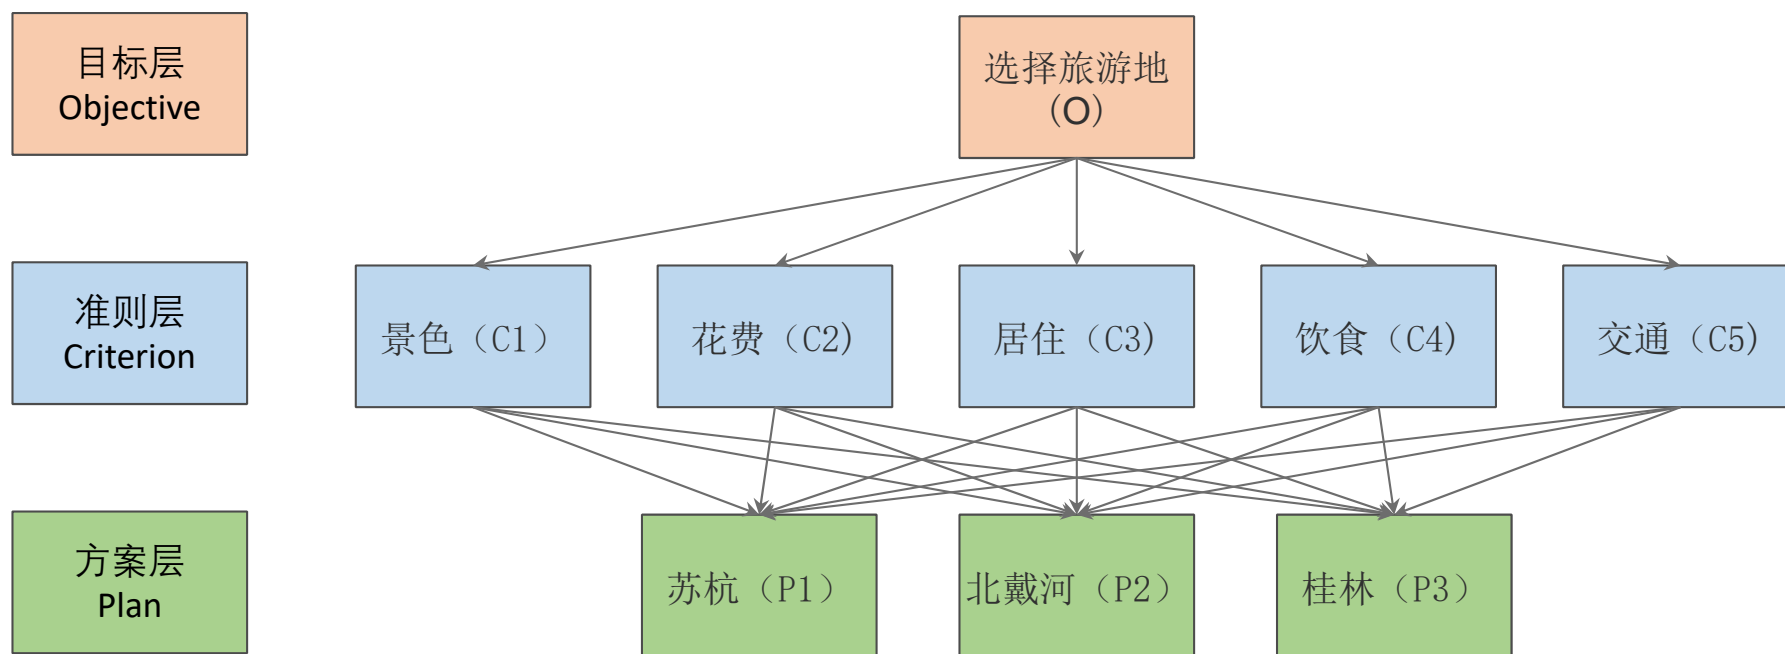 目标层
Objective
选择旅游地
(O)
准则层
Criterion
景色（C1）
花费（C2)
居住（C3)
饮食（C4)
交通（C5)
方案层
Plan
苏杭（P1）
北戴河（P2）
桂林（P3）